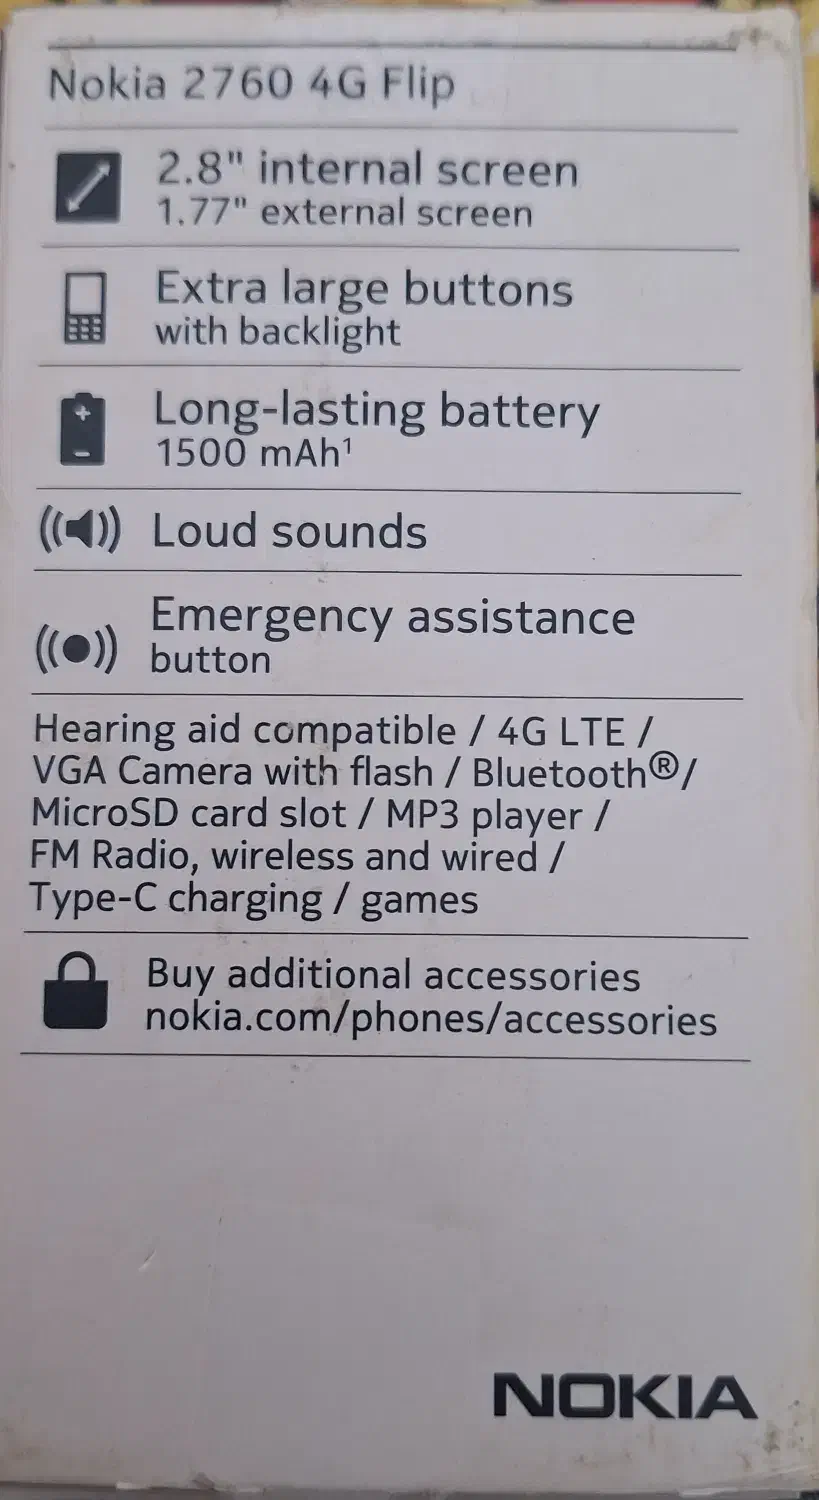 Nokia 2760 4G Flip
2.8" internal screen
1.77" external screen
Extra large buttons
with backlight
Long-lasting battery
1500 mAh¹
Loud sounds
Emergency assistance
button
Hearing aid compatible / 4G LTE /
VGA Camera with flash / Bluetooth®/
MicroSD card slot / MP3 player /
FM Radio, wireless and wired /
Type-C charging / games
Buy additional accessories
nokia.com/phones/accessories
NOKIA